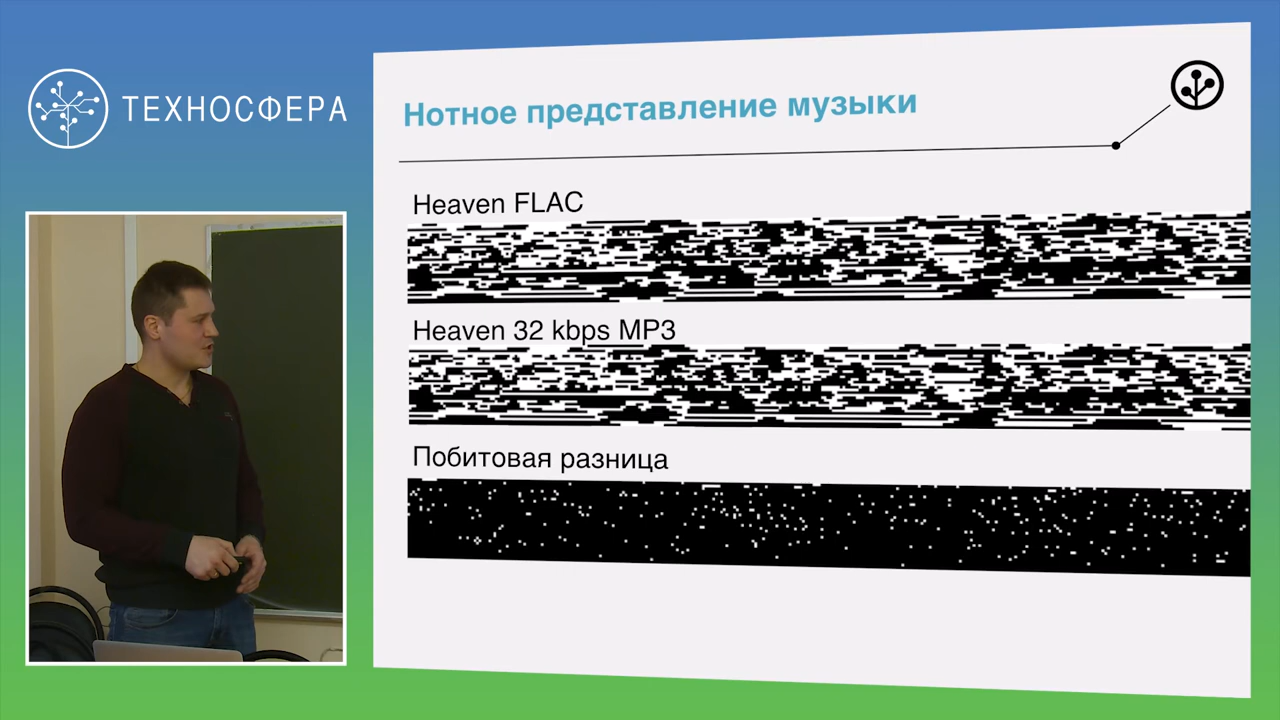 ТЕХНОСФЕРА
Нотное представление музыки
Heaven FLAC
Heaven 32 kbps MP3
Побитовая разница